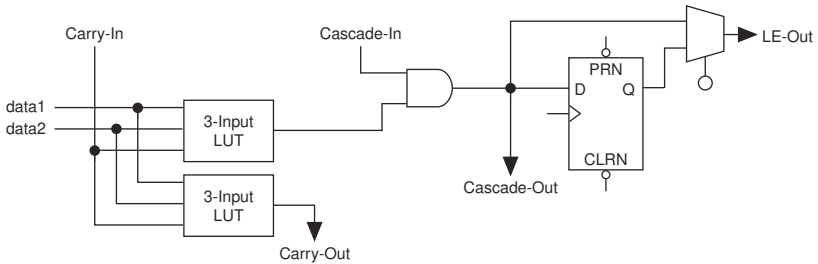 Carry-In
Cascade-In
LE-Out
PRN
data1
D
Q
data2
3-Input
LUT
CLRN
Cascade-Out
3-Input
LUT
Carry-Out